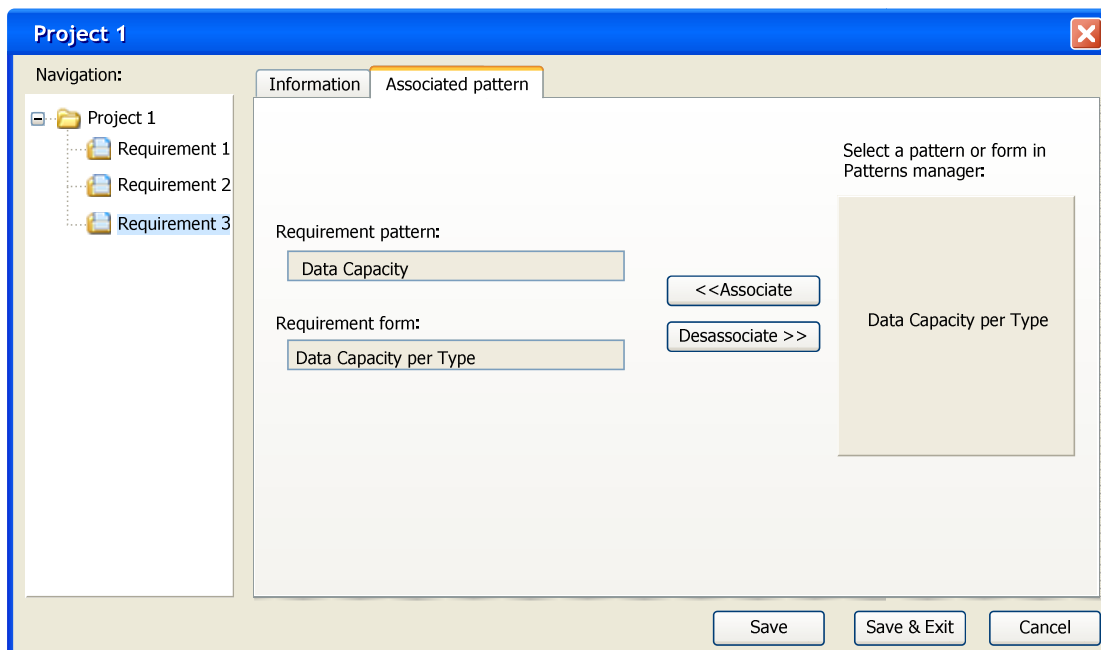 Project 1
Navigation:
Project 1
Requirement 1
Requirement 2
Requirement 3
Information
Associated pattern
Requirement pattern:
Data Capacity
Requirement form:
Data Capacity per Type
<<Associate
Desassociate >>
Select a pattern or form in
Patterns manager:
Data Capacity per Type
Save
Save & Exit
Cancel